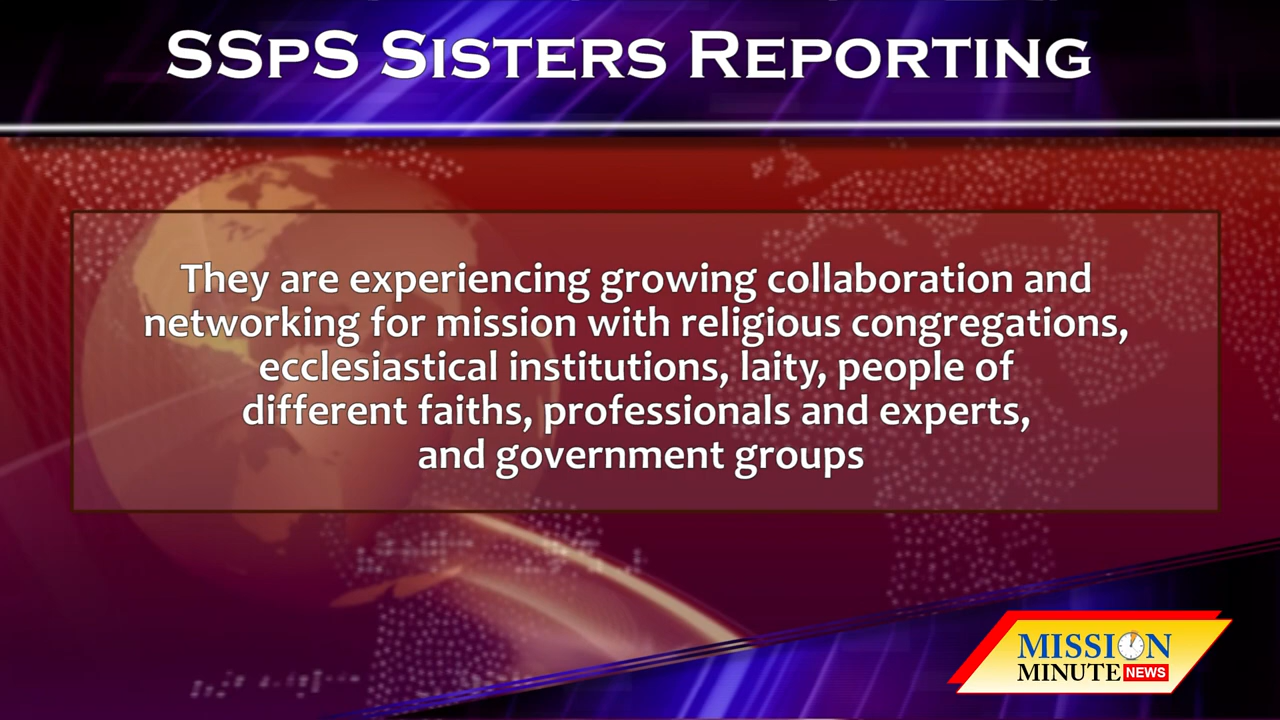 SSpS Sisters Reporting
They are experiencing growing collaboration and
networking for mission with religious congregations,
ecclesiastical institutions, laity, people of
different faiths, professionals and experts,
and government groups
MISSION
MINUTE NEWS